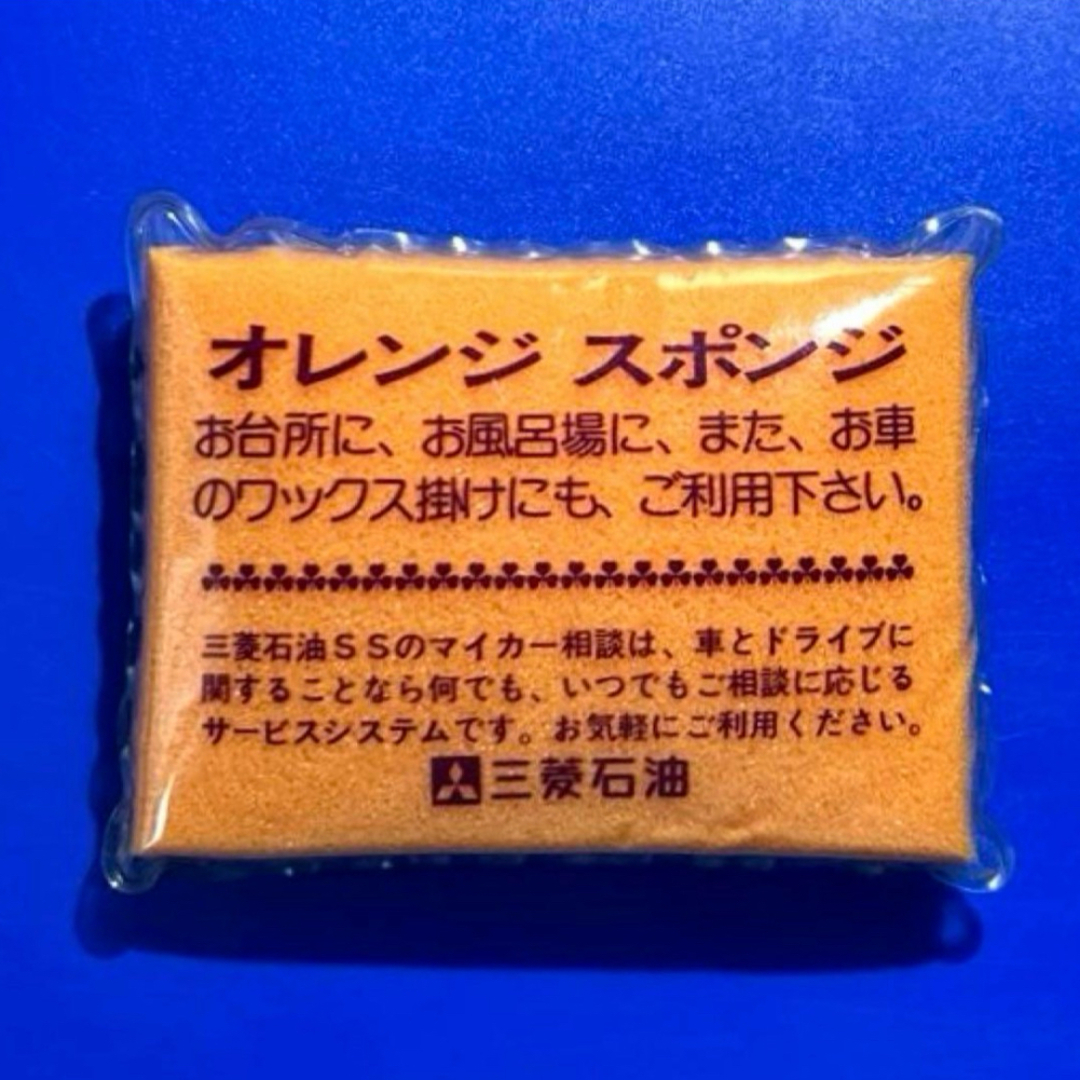 オレンジ スポンジ
お台所に、お風呂場に、また、お車
のワックス掛けにも、ご利用下さい。
三菱石油SSのマイカー相談は、車とドライブに
関することなら何でも、いつでもご相談に応じる
サービスシステムです。お気軽にご利用ください。
三菱石油